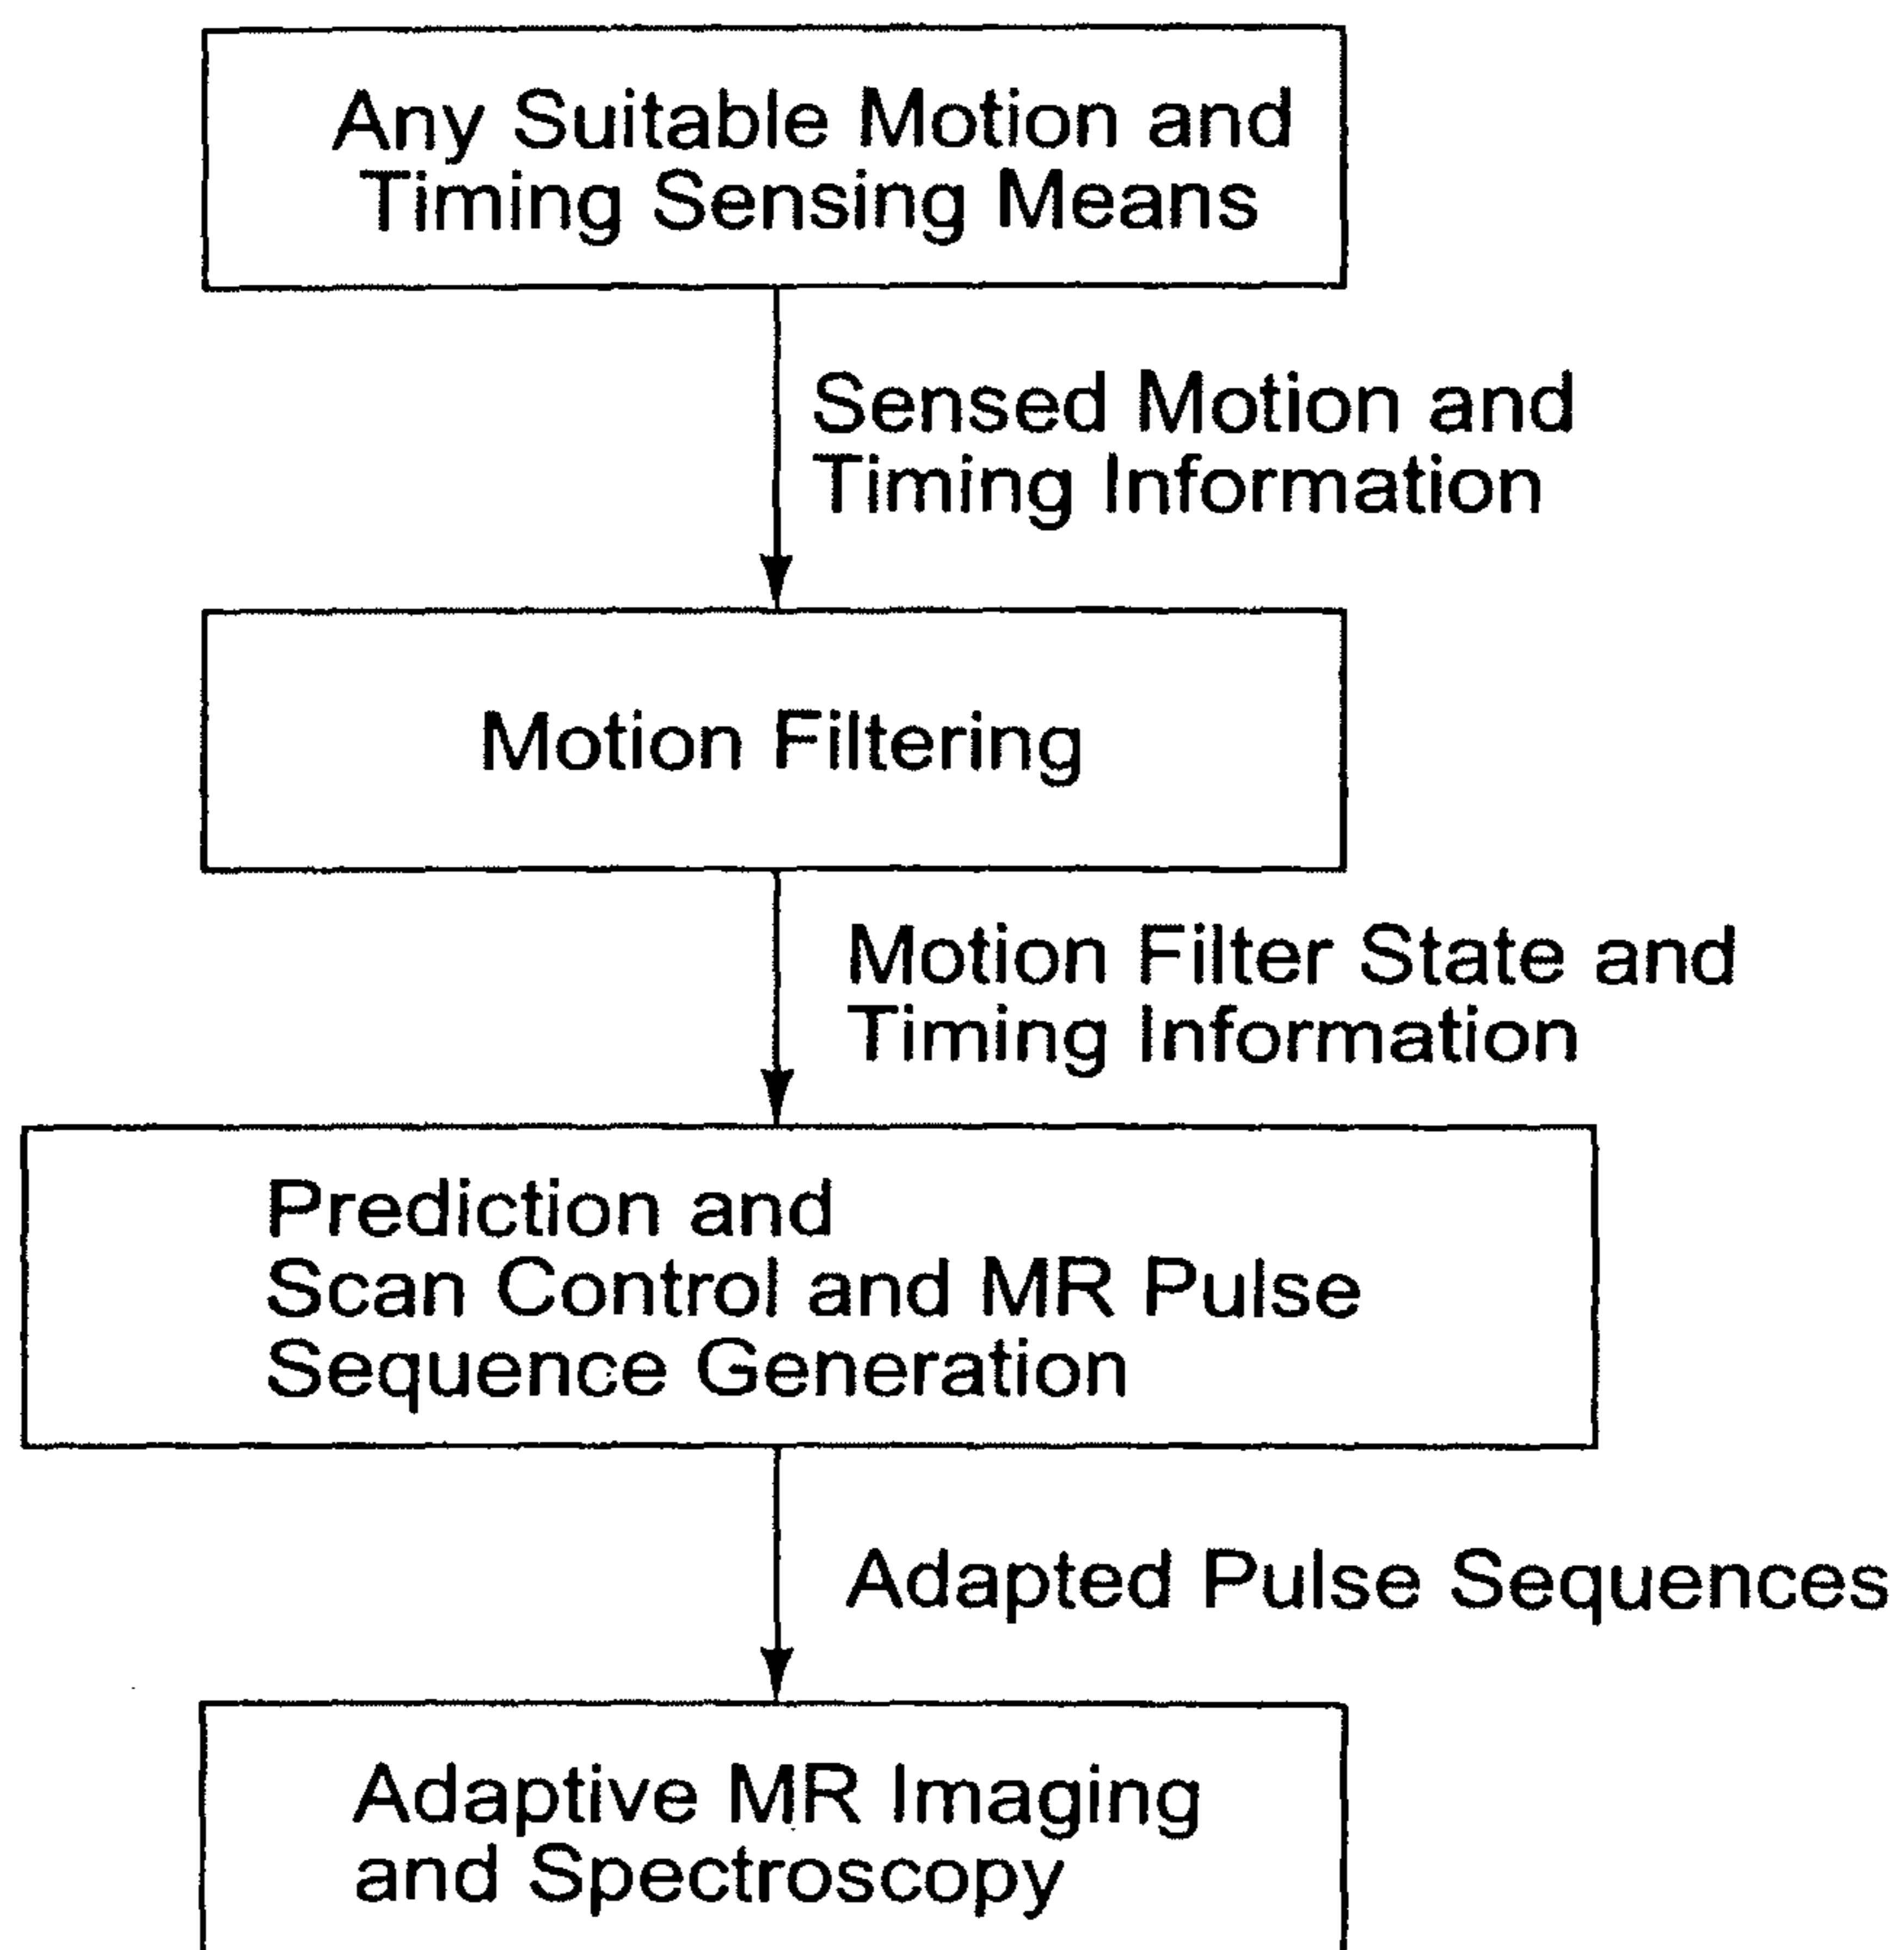 Any Suitable Motion and
Timing Sensing Means
Sensed Motion and
Timing Information
Motion Filtering
Motion Filter State and
Timing Information
Prediction and
Scan Control and MR Pulse
Sequence Generation
Adapted Pulse Sequences
Adaptive MR Imaging
and Spectroscopy